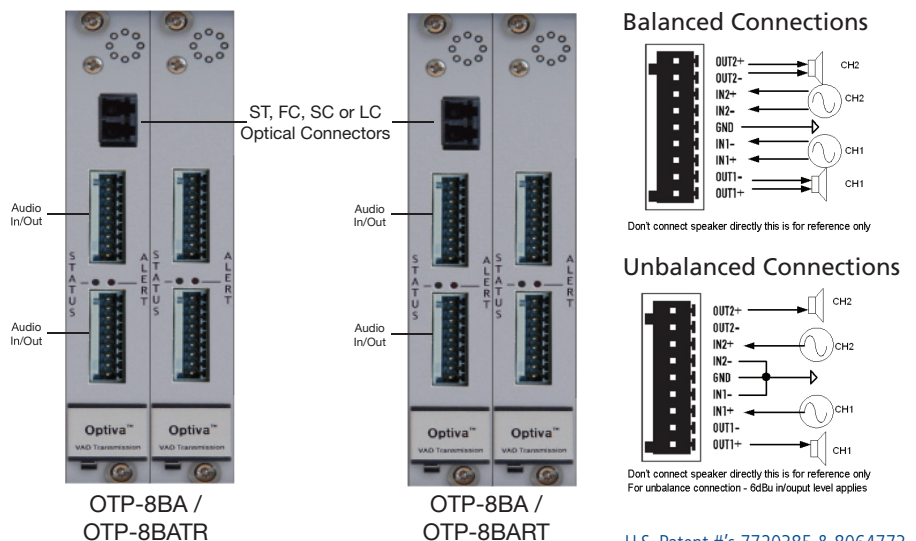 ST, FC, SC or LC
Optical Connectors
Audio
In/Out
Audio
In/Out
STATUS
ALERT
STATUS
ALERT
Optiva™
VAD Transmission
Optiva™
VAD Transmission
OTP-8BA /
OTP-8BATR
Audio
In/Out
Audio
In/Out
STATUS
ALERT
STATUS
ALERT
Optiva™
VAD Transmission
Optiva™
VAD Transmission
OTP-8BA /
OTP-8BART
Balanced Connections
OUT2+
OUT2-
CH2
IN2+
IN2-
CH2
GND
IN1-
IN1+
CH1
OUT1-
OUT1+
CH1
Don't connect speaker directly this is for reference only
Unbalanced Connections
OUT2+
CH2
OUT2-
IN2+
CH2
IN2-
GND
IN1-
IN1+
CH1
OUT1-
OUT1+
CH1
Don't connect speaker directly this is for reference only
For unbalance connection - 6dBu in/ouput level applies
U.S. Patent #'s 7720385 & 8064773